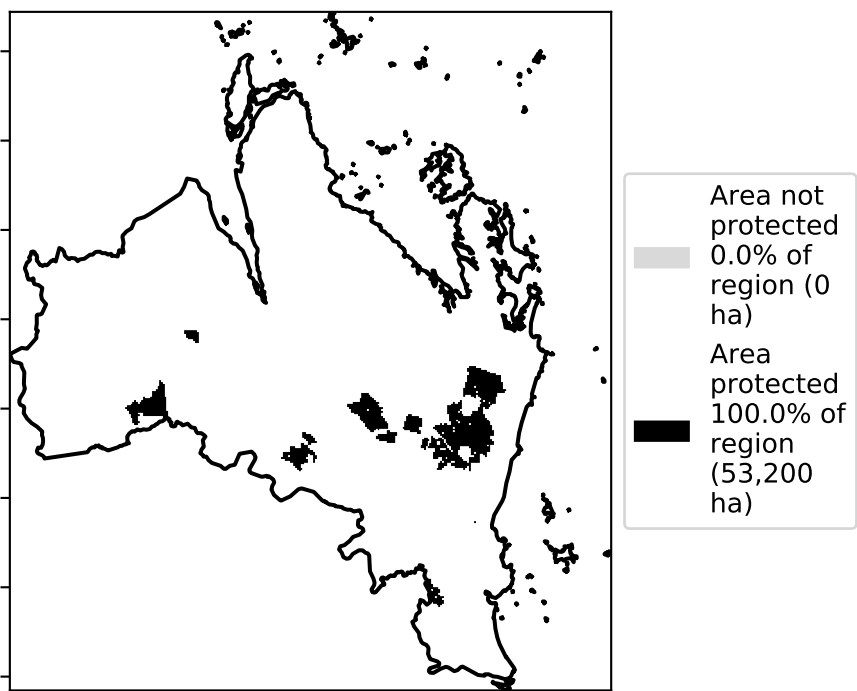 Area not
protected
0.0% of
region (0
ha)
Area
protected
100.0% of
region
(53,200
ha)